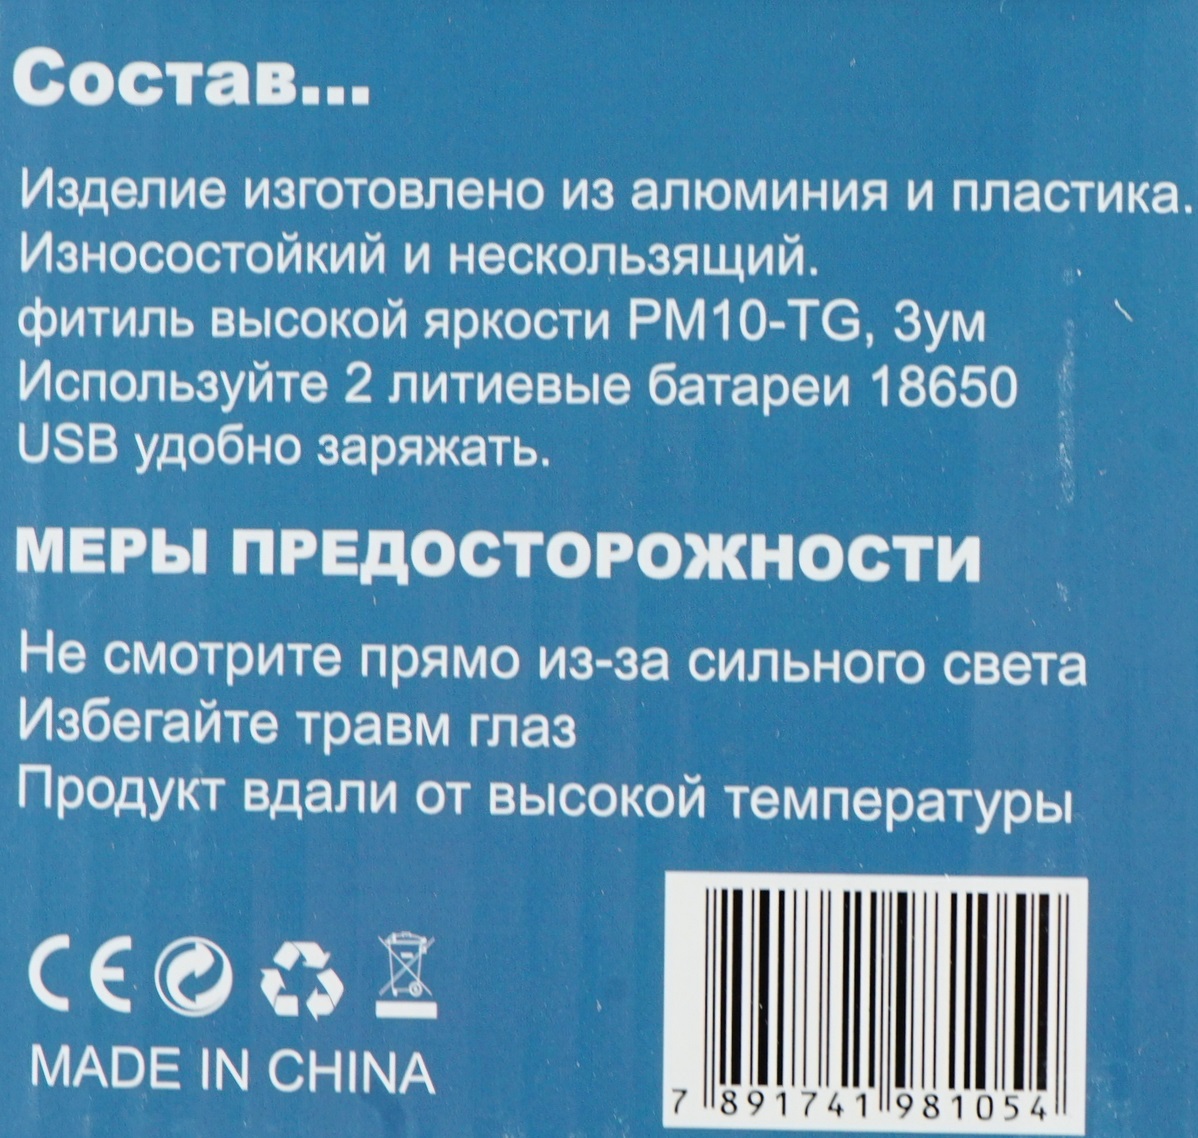 Состав...
Изделие изготовлено из алюминия и пластика.
Износостойкий и нескользящий.
фитиль высокой яркости PM10-TG, Зум
Используйте 2 литиевые батареи 18650
USB удобно заряжать.
МЕРЫ ПРЕДОСТОРОЖНОСТИ
Не смотрите прямо из-за сильного света
Избегайте травм глаз
Продукт вдали от высокой температуры
CE
MADE IN CHINA
7 891741 981054